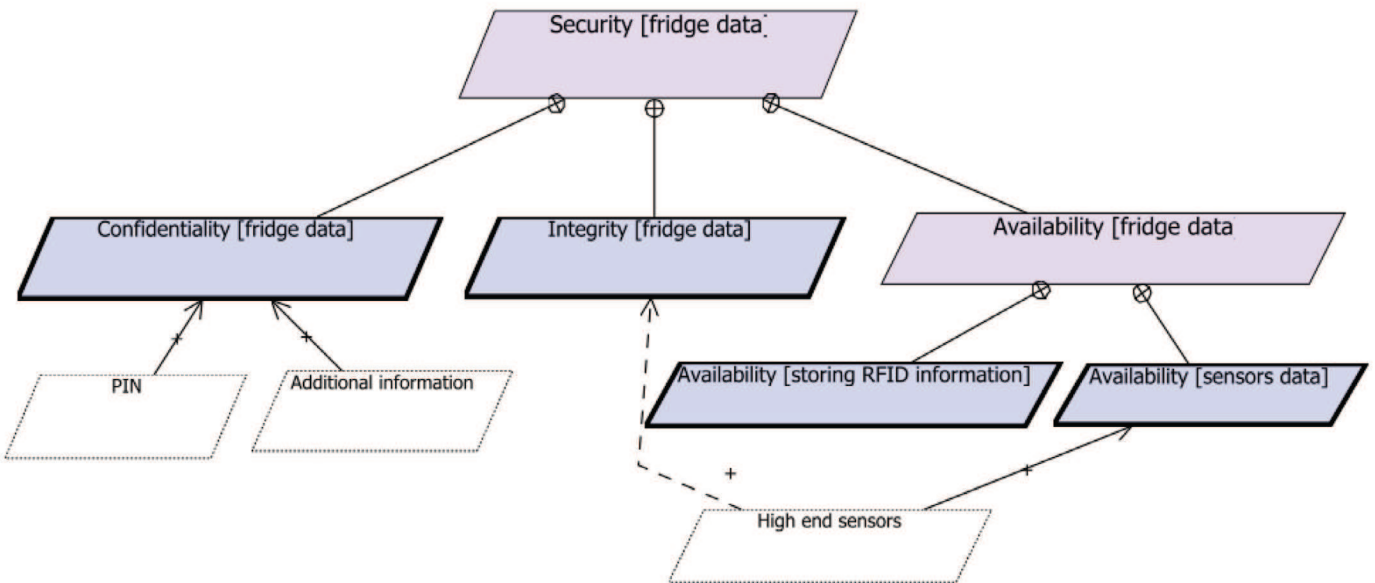 Security [fridge data]
Confidentiality [fridge data]
Integrity [fridge data]
Availability [fridge data
PIN
Additional information
Availability [storing RFID information]
Availability [sensors data]
+
+
+
+
High end sensors